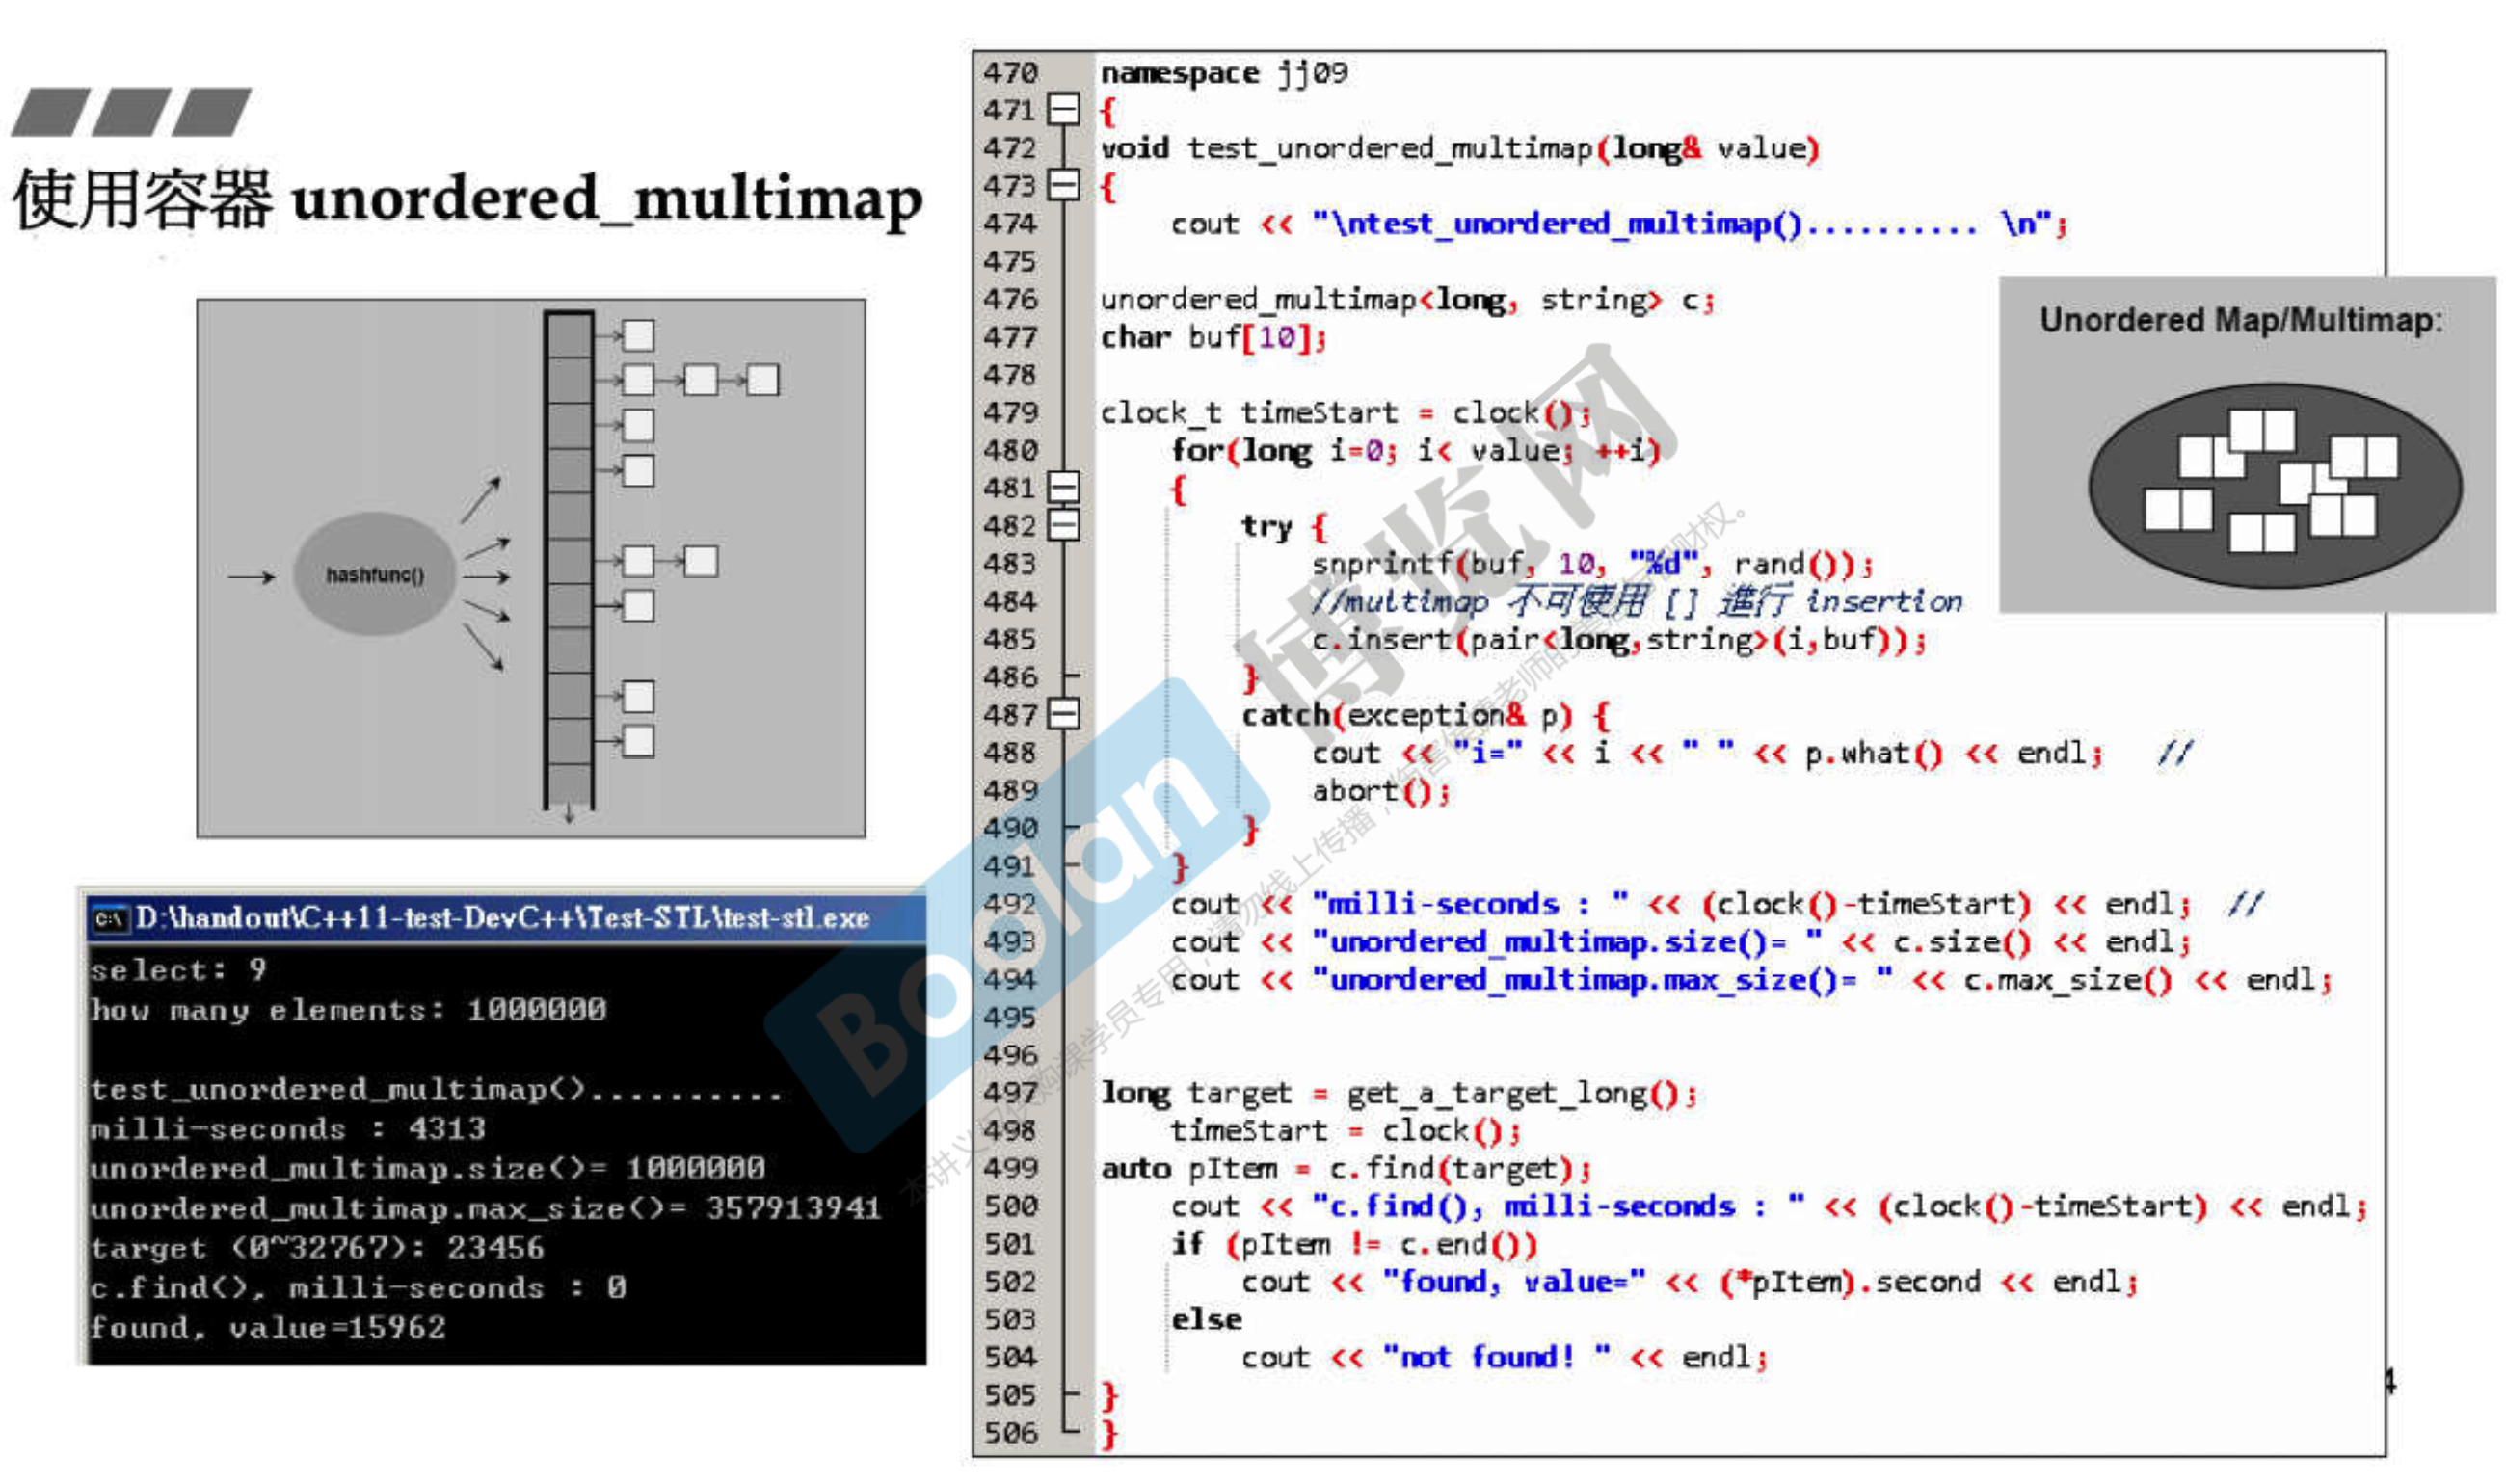 使用容器 unordered_multimap
hashfunc()
D:\handout\C++11-test-DevC++\Test-STL\test-stl.exe
select: 9
how many elements: 1000000
test_unordered_multimap()..........
milli-seconds : 4313
unordered_multimap.size()= 1000000
unordered_multimap.max_size()= 357913941
target (0~32767): 23456
c.find(), milli-seconds : 0
found, value=15962
470 namespace jj09
471 {
472 void test_unordered_multimap(long& value)
473 {
474     cout << "\ntest_unordered_multimap().......... \n";
475
476 unordered_multimap<long, string> c;
477 char buf[10];
478
479 clock_t timeStart = clock();
480     for(long i=0; i< value; ++i)
481     {
482         try {
483             snprintf(buf, 10, "%d", rand());
484             //multimap 不可使用 [] 進行 insertion
485             c.insert(pair<long,string>(i,buf));
486         }
487         catch(exception& p) {
488             cout << "i=" << i << " " << p.what() << endl;   //
489             abort();
490         }
491     }
492     cout << "milli-seconds : " << (clock()-timeStart) << endl;  //
493     cout << "unordered_multimap.size()= " << c.size() << endl;
494     cout << "unordered_multimap.max_size()= " << c.max_size() << endl;
495
496
497 long target = get_a_target_long();
498     timeStart = clock();
499 auto pItem = c.find(target);
500     cout << "c.find(), milli-seconds : " << (clock()-timeStart) << endl;
501     if (pItem != c.end())
502         cout << "found, value=" << (*pItem).second << endl;
503     else
504         cout << "not found! " << endl;
505 }
506 }
Unordered Map/Multimap:
Boolan 博览网
4